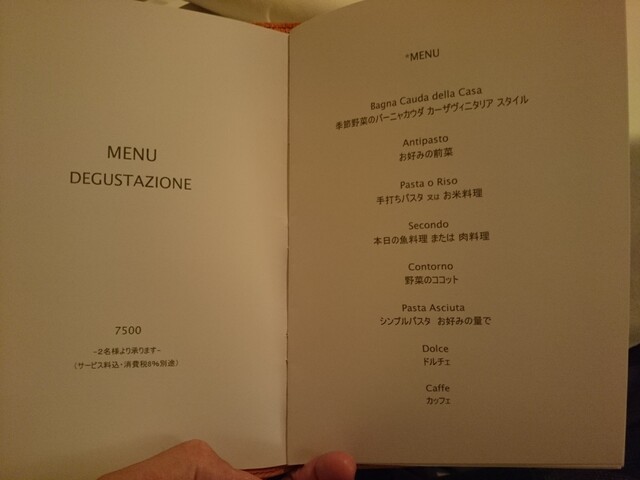 MENU
DEGUSTAZIONE
7500
-2名様より承ります-
(サービス料込・消費税8%別途)
*MENU
Bagna Cauda della Casa
季節野菜のバーニャカウダ カーザヴィニタリア スタイル
Antipasto
お好みの前菜
Pasta o Riso
手打ちパスタ 又は お米料理
Secondo
本日の魚料理 または 肉料理
Contorno
野菜のココット
Pasta Asciuta
シンプルパスタ お好みの量で
Dolce
ドルチェ
Caffe
カッフェ